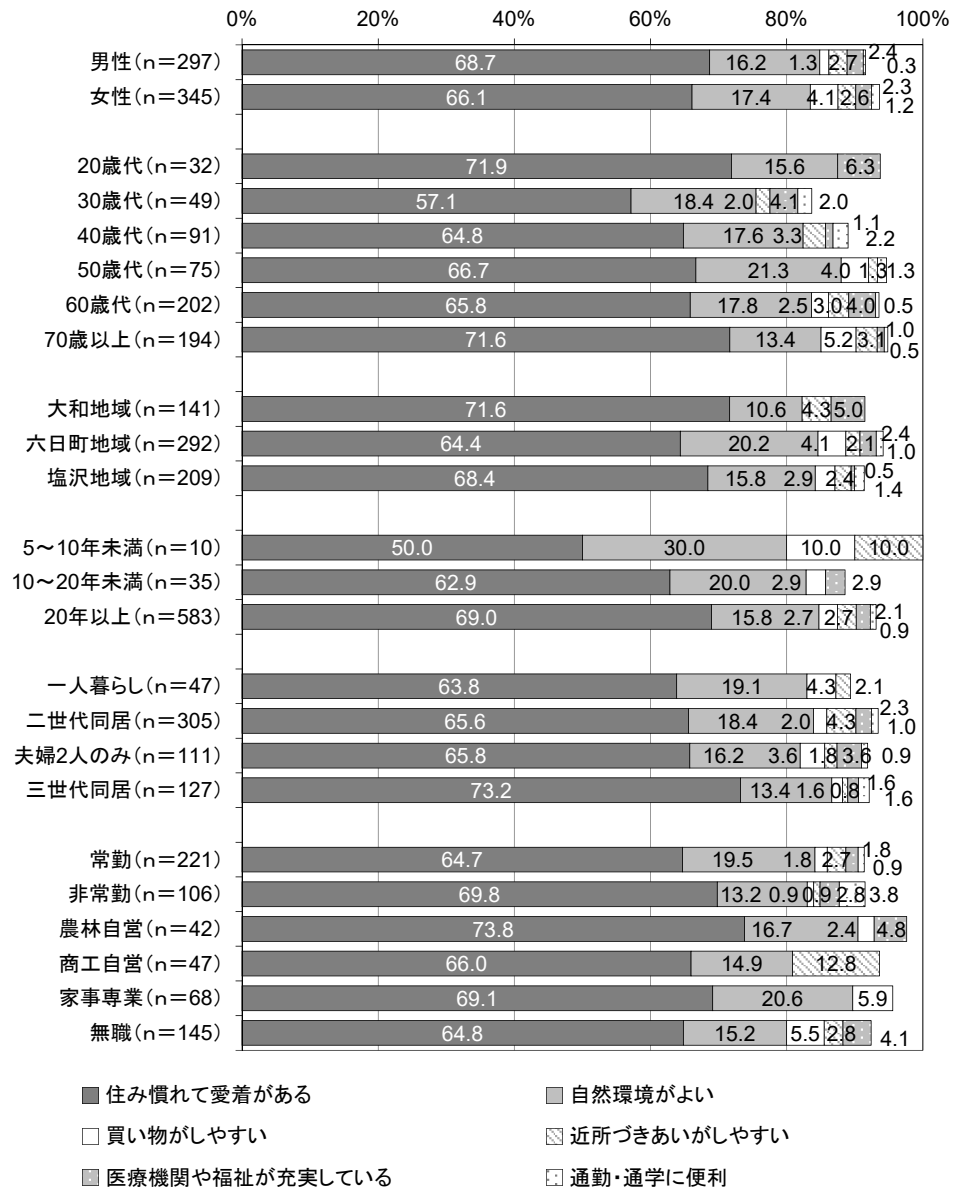 0% 20% 40% 60% 80% 100%
男性(n=297) 68.7 16.2 1.3 2.7 2.4 0.3
女性(n=345) 66.1 17.4 4.1 2.6 2.3 1.2
20歳代(n=32) 71.9 15.6 6.3
30歳代(n=49) 57.1 18.4 2.0 4.1 2.0
40歳代(n=91) 64.8 17.6 3.3 1.1 2.2
50歳代(n=75) 66.7 21.3 4.0 1.3 1.3
60歳代(n=202) 65.8 17.8 2.5 3.0 4.0 0.5
70歳以上(n=194) 71.6 13.4 5.2 3.1 1.0 0.5
大和地域(n=141) 71.6 10.6 4.3 5.0
六日町地域(n=292) 64.4 20.2 4.1 2.1 2.4 1.0
塩沢地域(n=209) 68.4 15.8 2.9 2.4 0.5 1.4
5~10年未満(n=10) 50.0 30.0 10.0 10.0
10~20年未満(n=35) 62.9 20.0 2.9 2.9
20年以上(n=583) 69.0 15.8 2.7 2.7 2.1 0.9
一人暮らし(n=47) 63.8 19.1 4.3 2.1
二世代同居(n=305) 65.6 18.4 2.0 4.3 2.3 1.0
夫婦2人のみ(n=111) 65.8 16.2 3.6 1.8 3.6 0.9
三世代同居(n=127) 73.2 13.4 1.6 0.8 1.6 1.6
常勤(n=221) 64.7 19.5 1.8 2.7 1.8 0.9
非常勤(n=106) 69.8 13.2 0.9 0.9 2.8 3.8
農林自営(n=42) 73.8 16.7 2.4 4.8
商工自営(n=47) 66.0 14.9 12.8
家事専業(n=68) 69.1 20.6 5.9
無職(n=145) 64.8 15.2 5.5 2.8 4.1
住み慣れて愛着がある 自然環境がよい
買い物がしやすい 近所づきあいがしやすい
医療機関や福祉が充実している 通勤・通学に便利